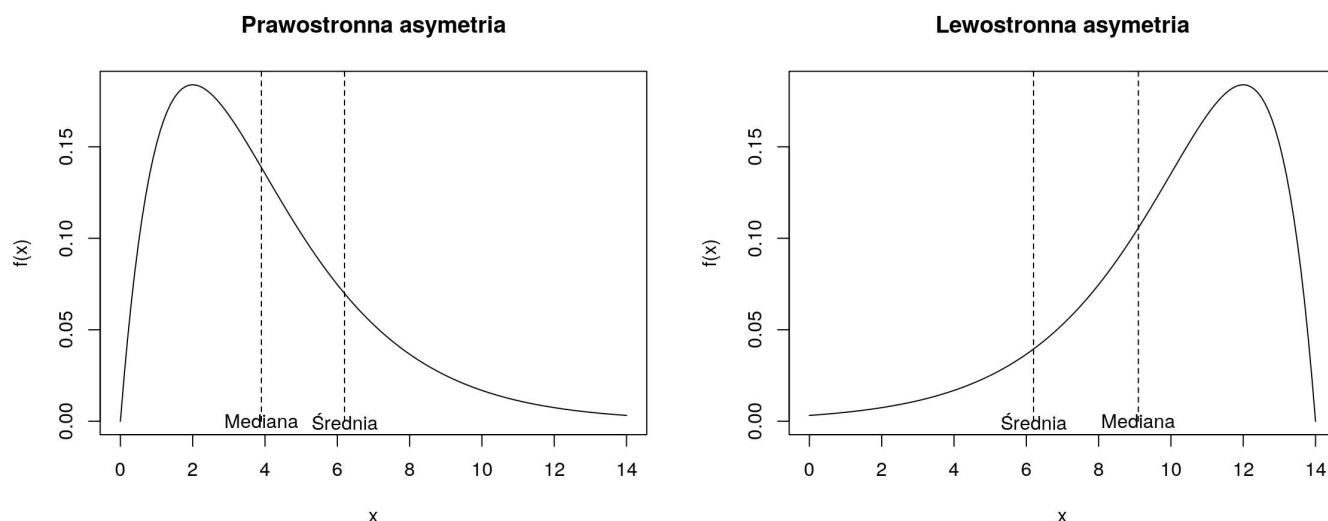 Prawostronna asymetria
f(x)
0.15
0.10
0.05
0.00
Mediana
Średnia
0 2 4 6 8 10 12 14
x
Lewostronna asymetria
f(x)
0.15
0.10
0.05
0.00
Średnia
Mediana
0 2 4 6 8 10 12 14
x